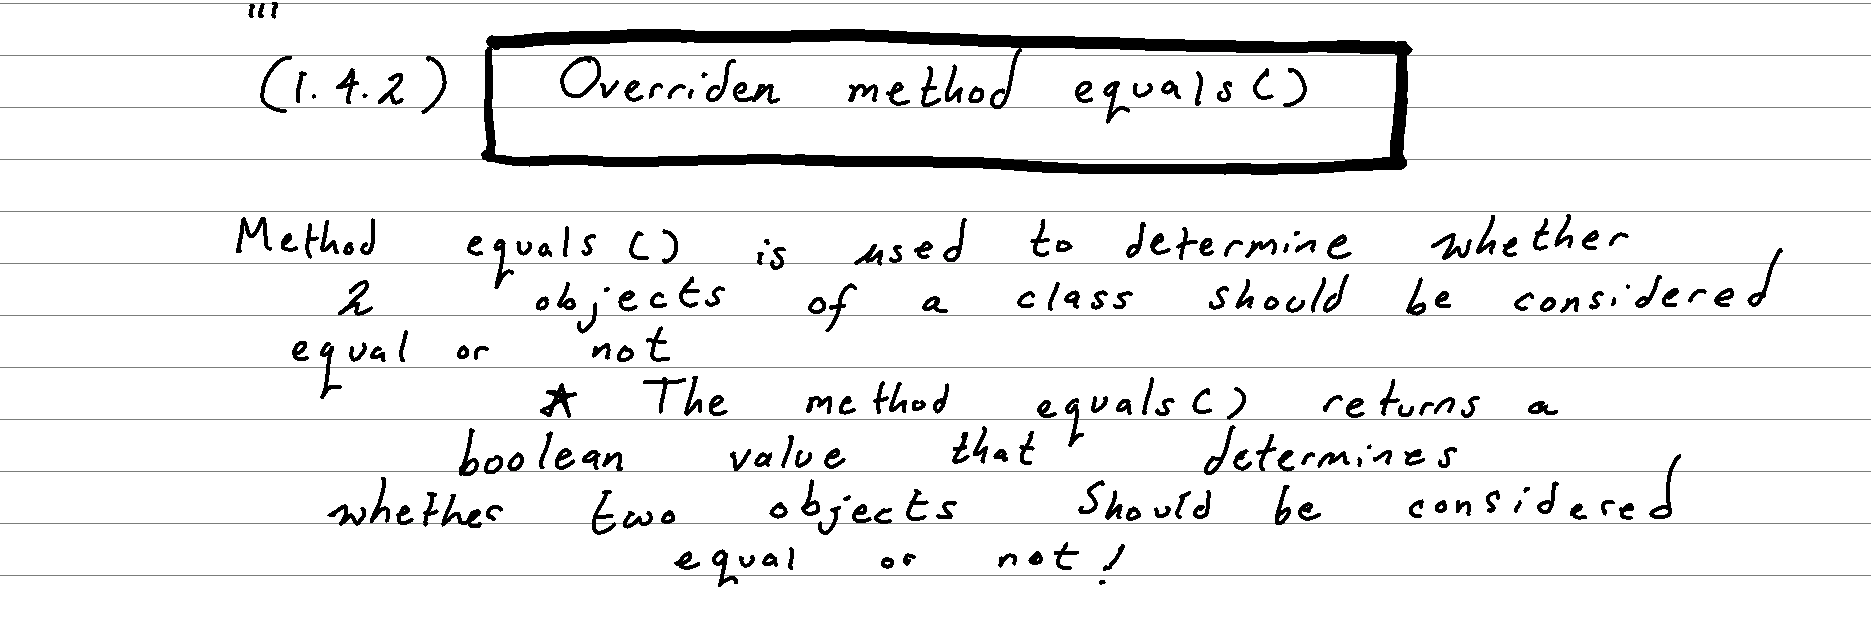 (1.4.2) Overriden method equals()
Method equals() is used to determine whether
2 objects of a class should be considered
equal or not
* The method equals() returns a
boolean value that determines
whether two objects should be considered
equal or not!